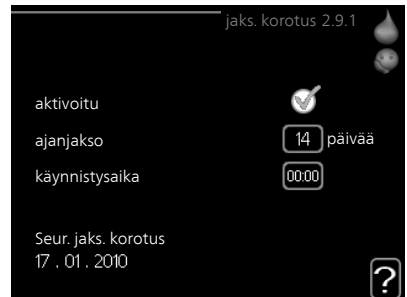 jaks. korotus 2.9.1
aktivoitu
ajanjakso 14 päivää
käynnistysaika 00:00
Seur. jaks. korotus
17 . 01 . 2010
?